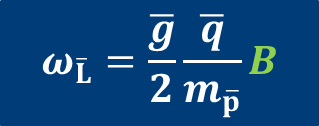 ω_L̄ = ḡ/2 q̄/m_p̄ B